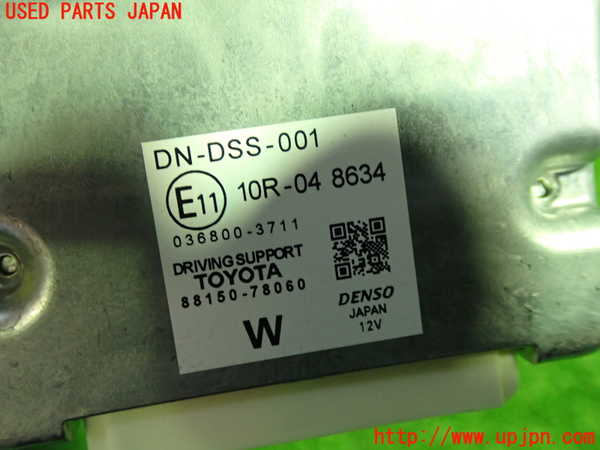 USED PARTS JAPAN
DN-DSS-001
E11 10R-04 8634
036800-3711
DRIVING SUPPORT
TOYOTA
88150-78060
W
DENSO
JAPAN
12V
http://www.upjpn.com